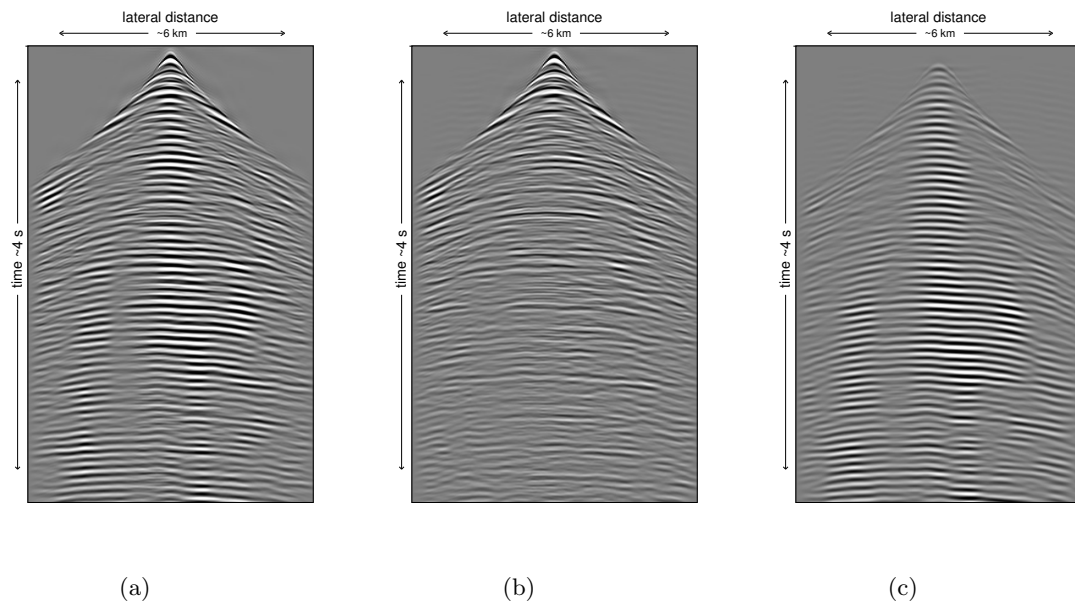 lateral distance
~6 km
time ~4 s
(a)
lateral distance
~6 km
time ~4 s
(b)
lateral distance
~6 km
time ~4 s
(c)